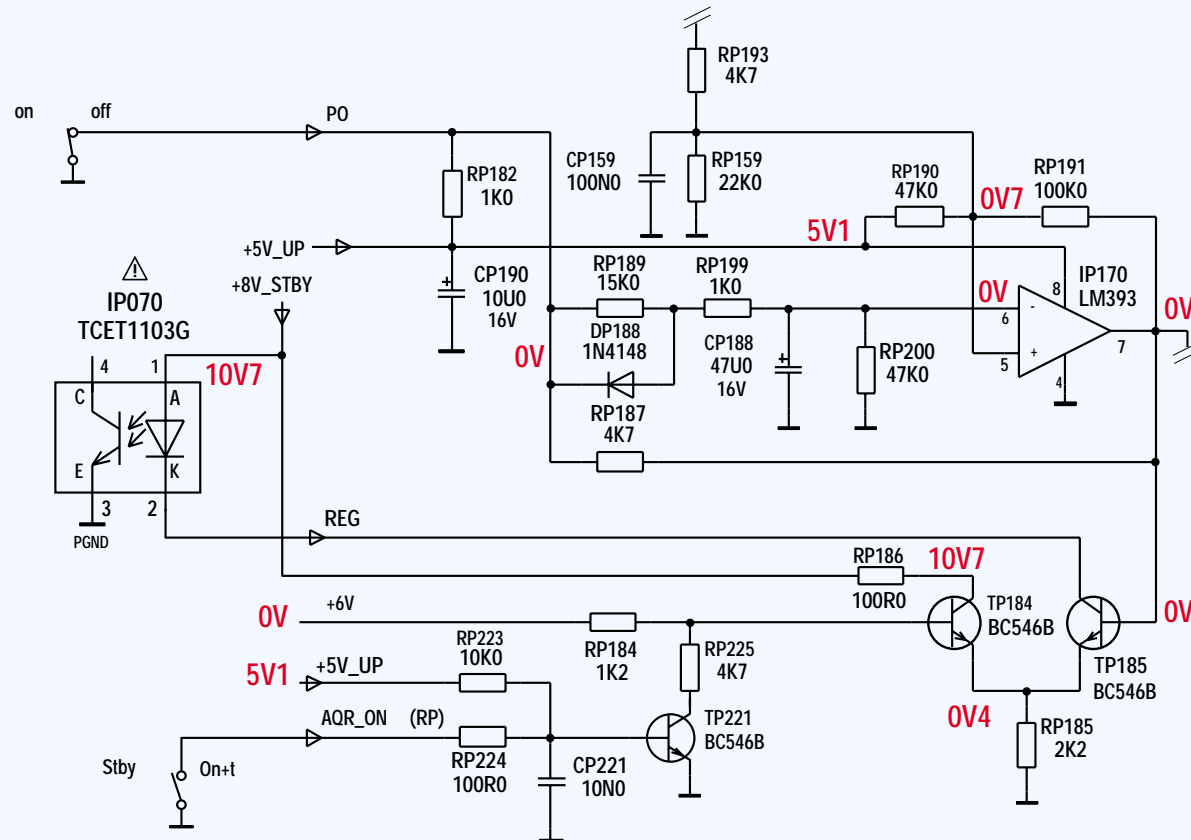 RP193
4K7
on
off
PO
CP159
100N0
RP159
22K0
RP182
1K0
RP190
47K0
RP191
100K0
0V7
5V1
+5V_UP
+8V_STBY
IP070
TCET1103G
CP190
10U0
16V
+
RP189
15K0
RP199
1K0
DP188
1N4148
CP188
47U0
16V
+
RP200
47K0
0V
6
-
5
+
8
4
7
IP170
LM393
0V
0V
RP187
4K7
10V7
4
1
C
A
E
K
3
2
PGND
REG
RP186
100R0
10V7
0V
+6V
RP184
1K2
TP184
BC546B
0V
TP185
BC546B
RP223
10K0
RP225
4K7
5V1
+5V_UP
AQR_ON
(RP)
RP224
100R0
TP221
BC546B
CP221
10N0
0V4
RP185
2K2
Stby
On+t